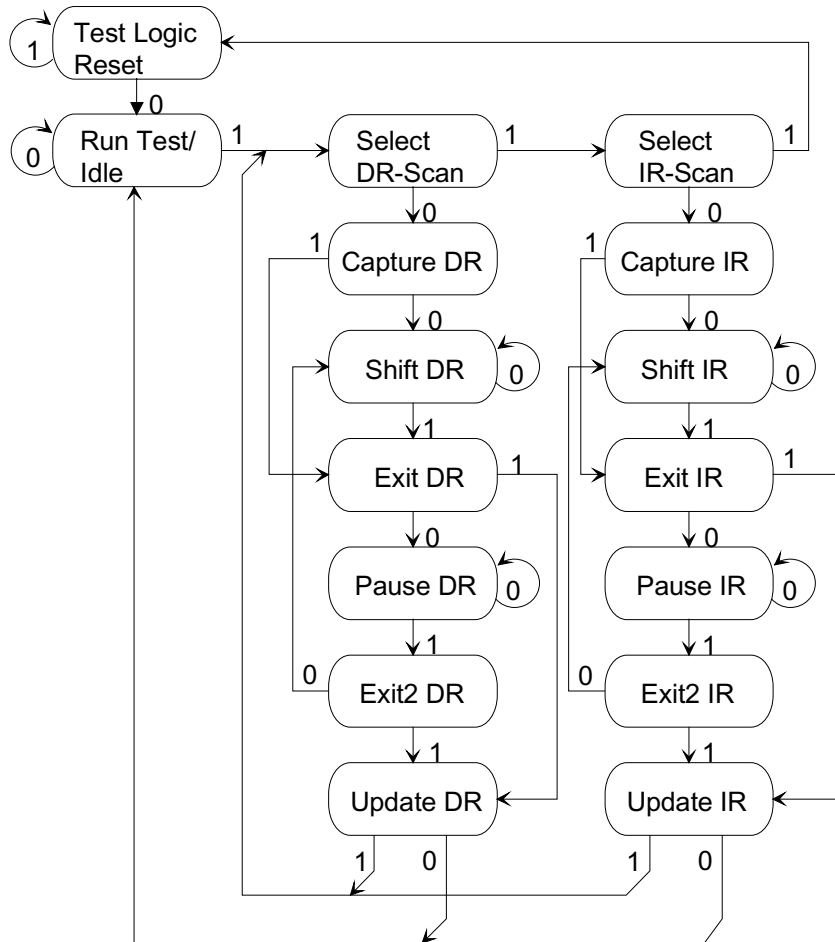 Test Logic
Reset
1
0
Run Test/
Idle
0
1
Select
DR-Scan
1
Select
IR-Scan
1
0
0
1
Capture DR
1
Capture IR
0
0
Shift DR
0
Shift IR
0
1
1
Exit DR
1
Exit IR
1
0
0
Pause DR
0
Pause IR
0
1
1
0
Exit2 DR
0
Exit2 IR
1
1
Update DR
Update IR
1
0
1
0